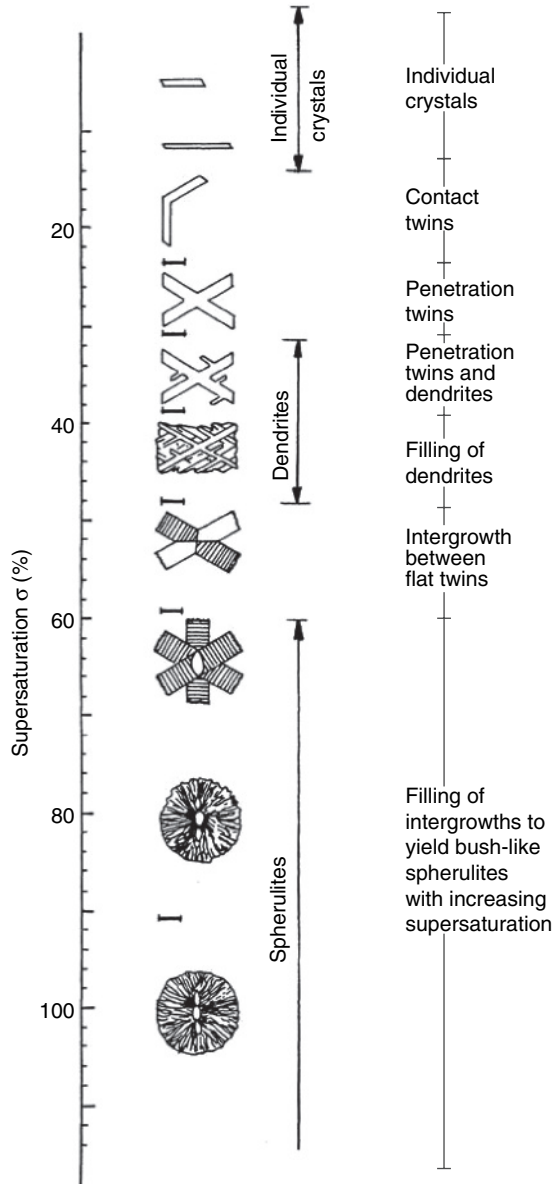 Supersaturation σ (%)
20
40
60
80
100
Individual
crystals
Dendrites
Spherulites
Individual
crystals
Contact
twins
Penetration
twins
Penetration
twins and
dendrites
Filling of
dendrites
Intergrowth
between
flat twins
Filling of
intergrowths to
yield bush-like
spherulites
with increasing
supersaturation